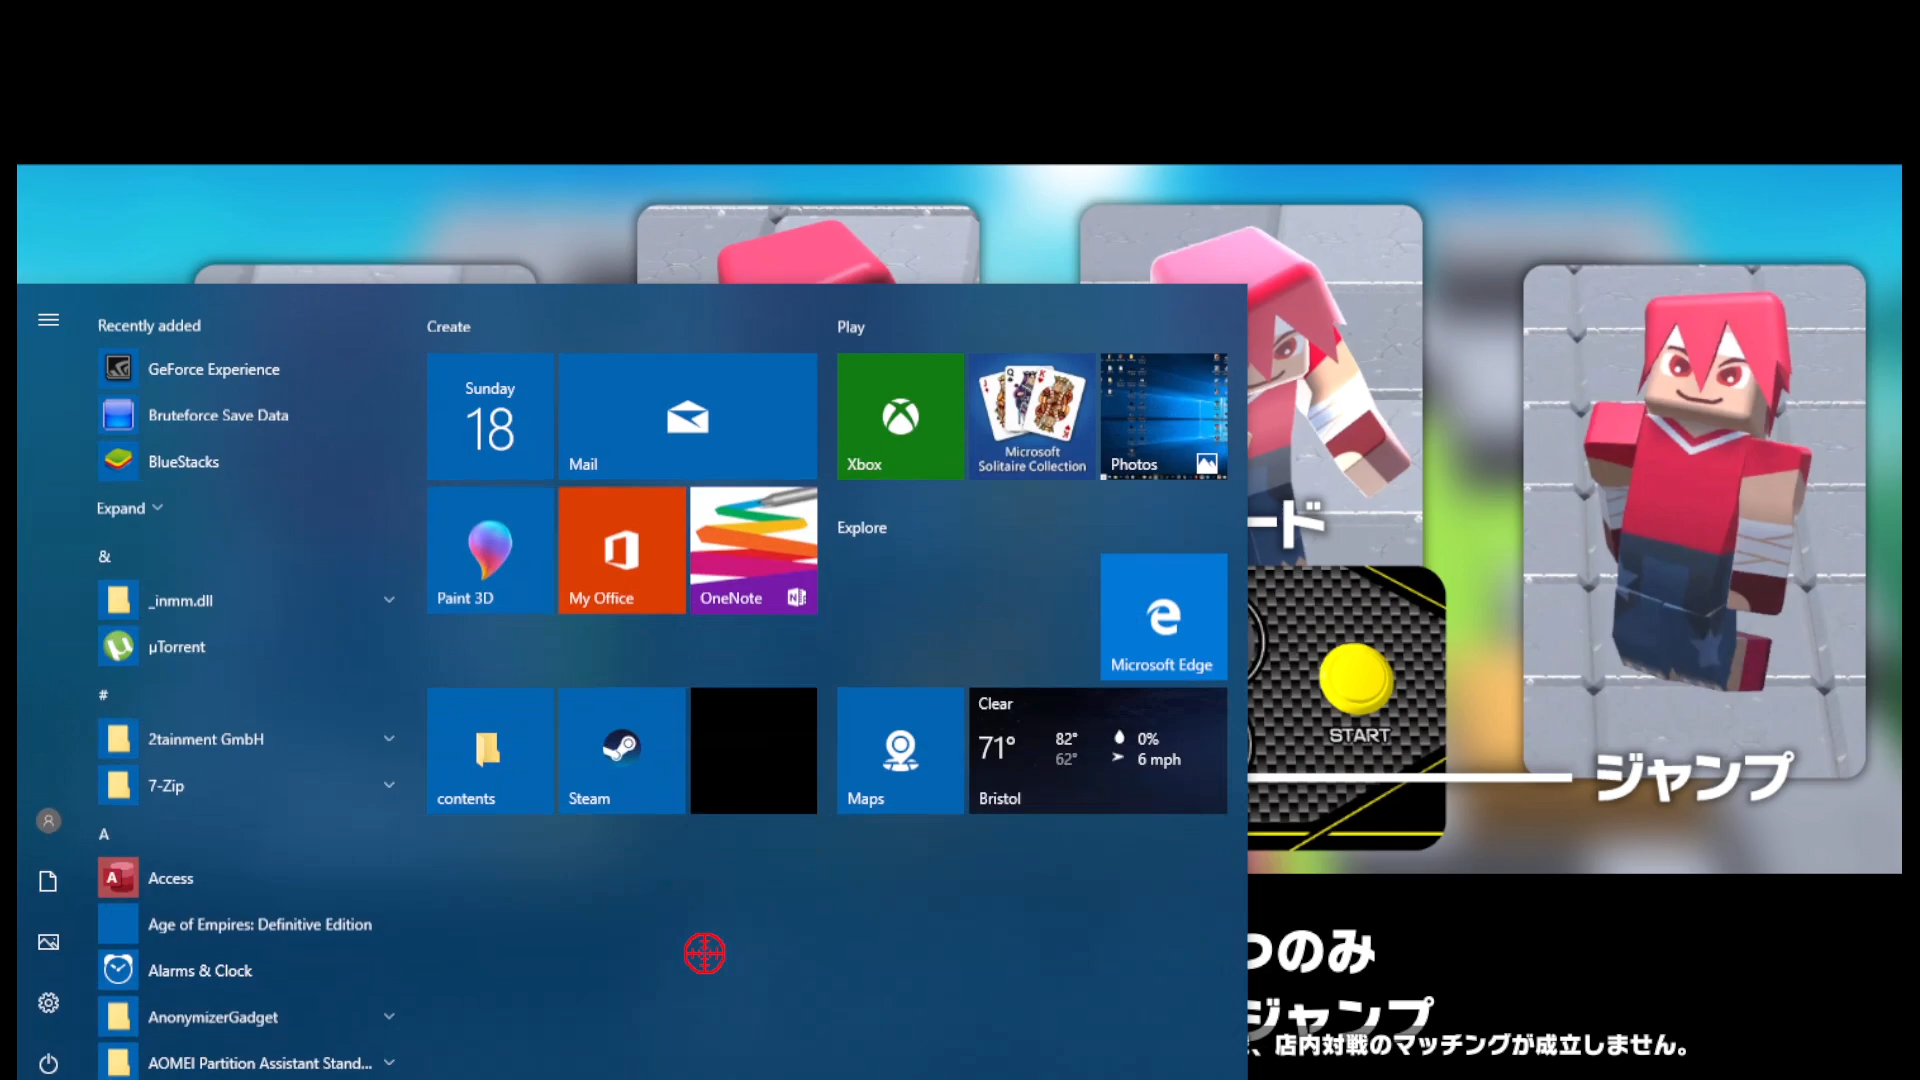 Recently added
GeForce Experience
Bruteforce Save Data
BlueStacks
Expand
&
_inmm.dll
µTorrent
#
2tainment GmbH
7-Zip
A
Access
Age of Empires: Definitive Edition
Alarms & Clock
AnonymizerGadget
AOMEI Partition Assistant Stand...
Create
Sunday
18
Mail
Paint 3D
My Office
OneNote
contents
Steam
Play
Xbox
Microsoft
Solitaire Collection
Photos
Explore
Microsoft Edge
Maps
Clear
71°
82°
62°
0%
6 mph
Bristol
ード
START
ジャンプ
つのみ
ジャンプ
、店内対戦のマッチングが成立しません。